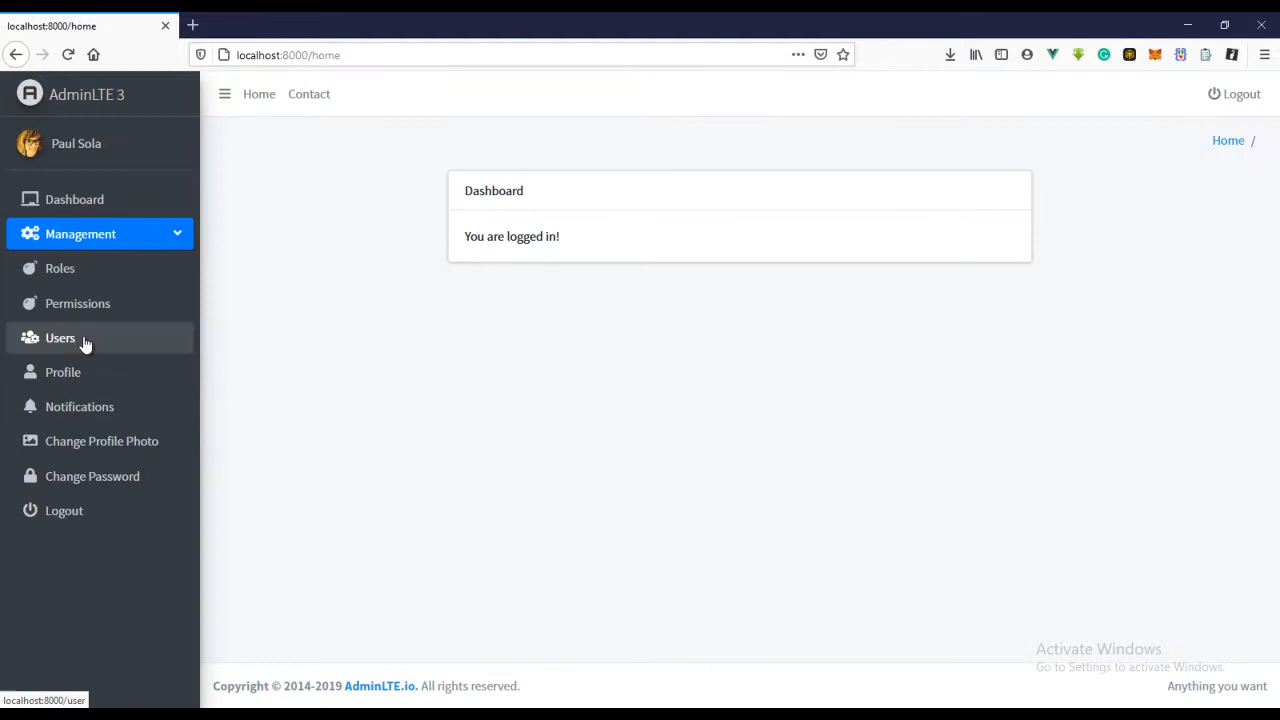 localhost:8000/home
localhost:8000/home
AdminLTE 3
Home
Contact
Logout
Paul Sola
Home /
Dashboard
Management
Roles
Permissions
Users
Profile
Notifications
Change Profile Photo
Change Password
Logout
Dashboard
You are logged in!
Activate Windows
Go to Settings to activate Windows.
Copyright © 2014-2019 AdminLTE.io. All rights reserved.
Anything you want
localhost:8000/user